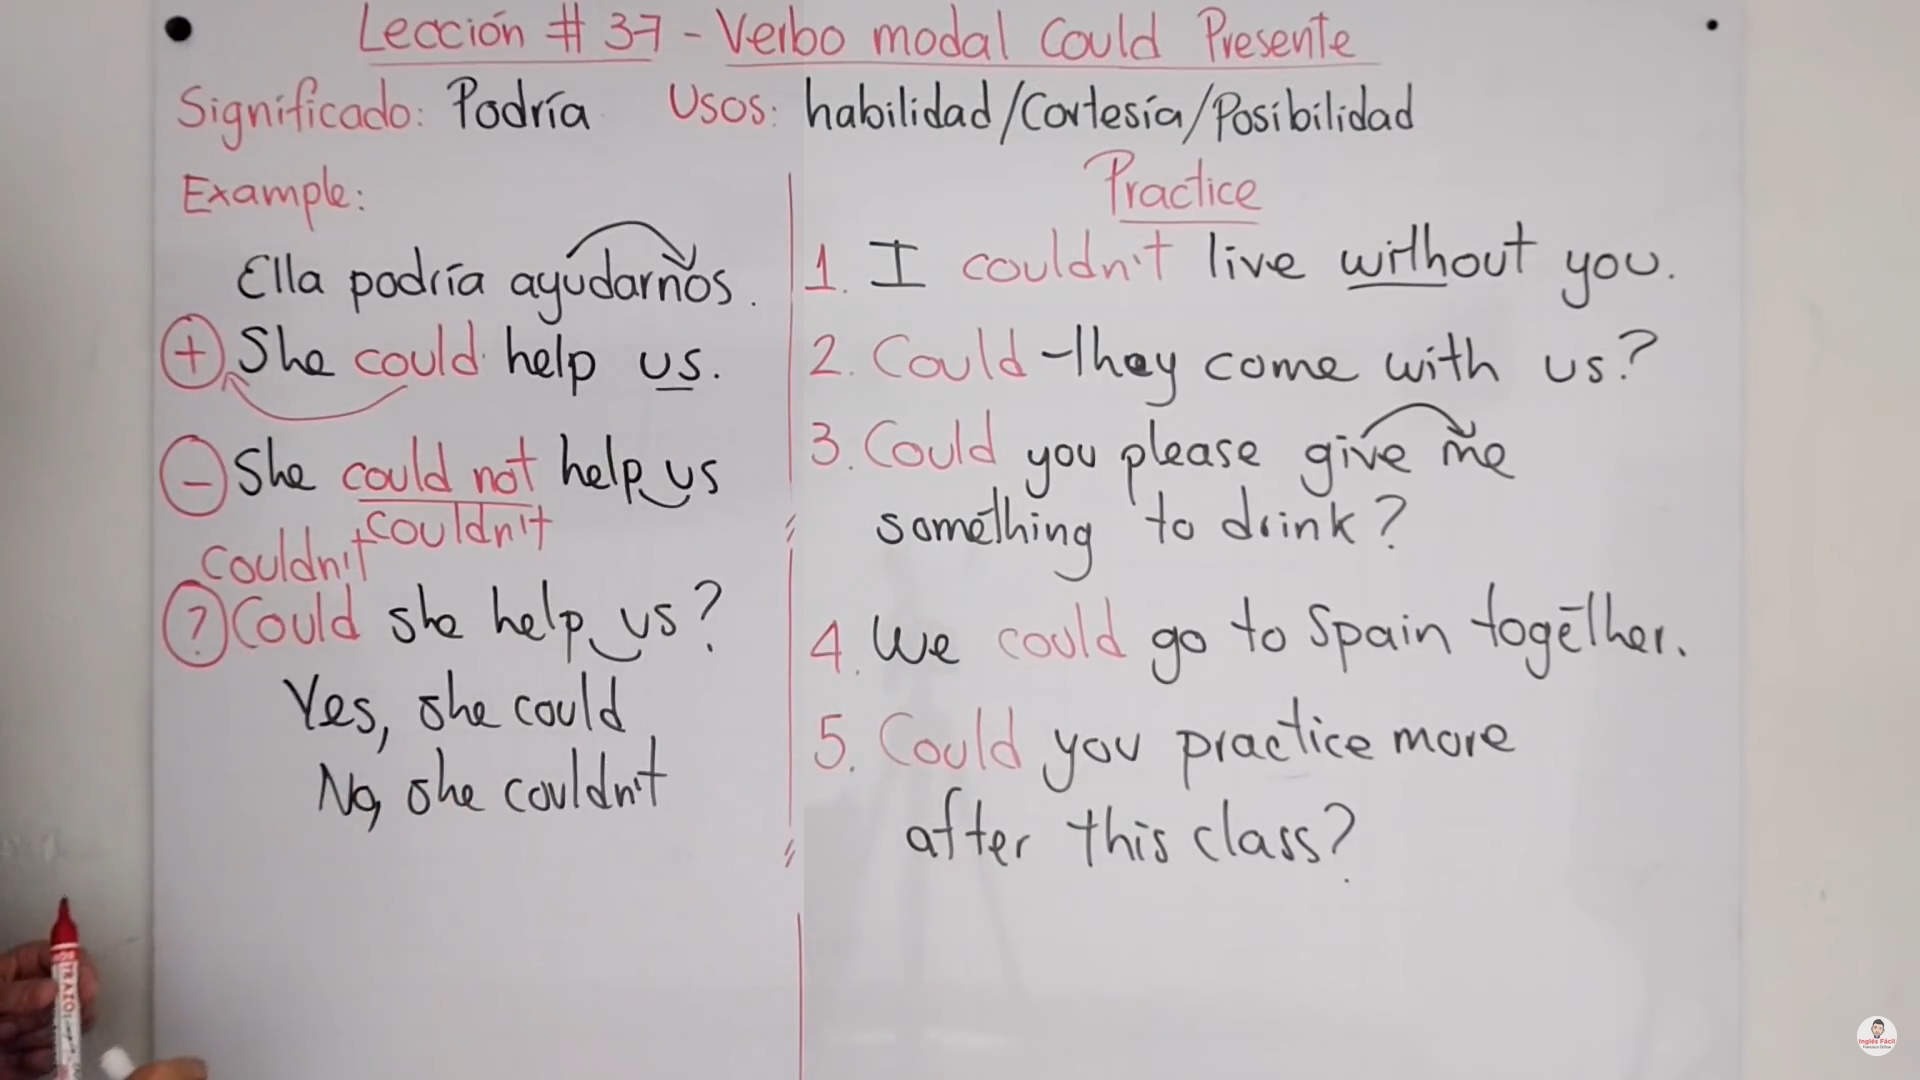 Lección # 37 - Verbo modal Could Presente
Significado: Podría Usos: habilidad/Cortesía/Posibilidad
Example:
Ella podría ayudarnos.
+ She could help us.
- She could not help us
couldn't
Couldn't
? Could she help us?
Yes, she could
No, she couldn't
Practice
1. I couldn't live without you.
2. Could they come with us?
3. Could you please give me
something to drink?
4. We could go to Spain together.
5. Could you practice more
after this class?
TRAZO
Inglés Fácil